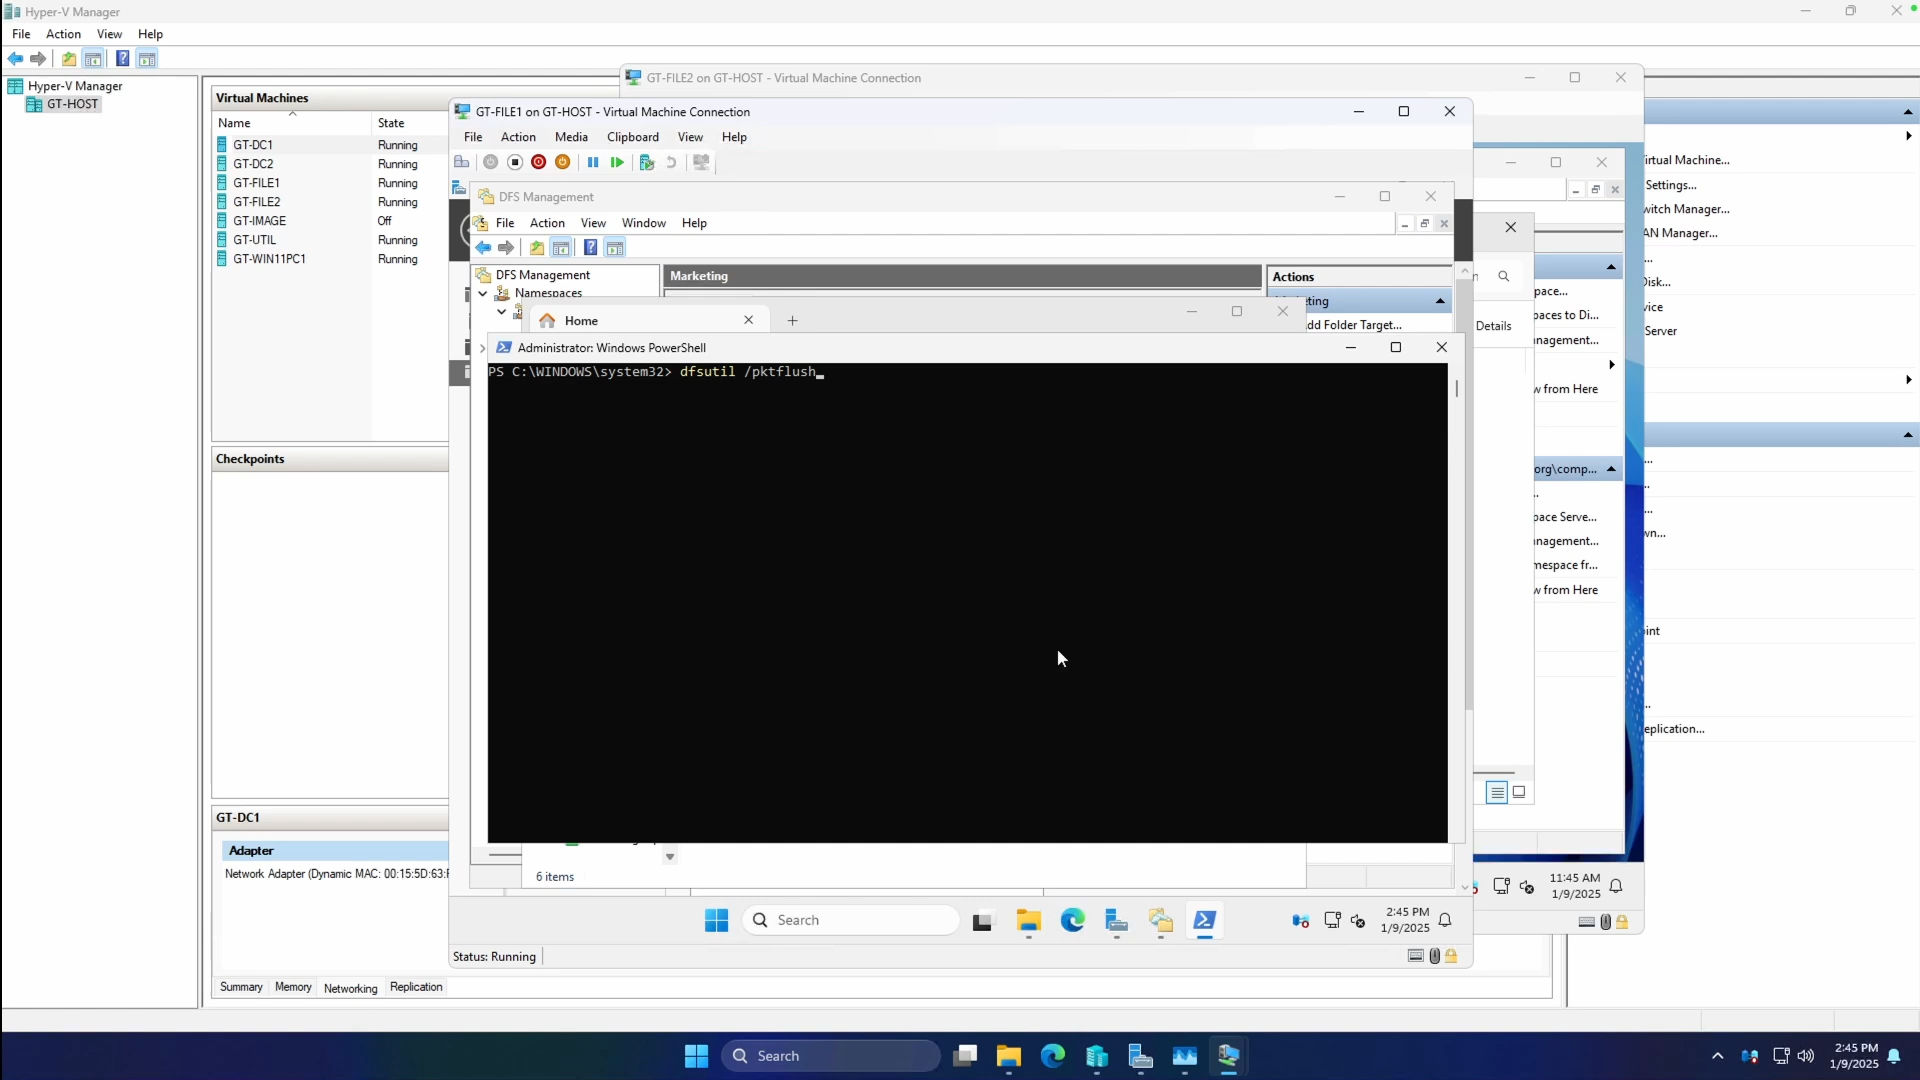 Hyper-V Manager
File Action View Help
Hyper-V Manager
GT-HOST
Virtual Machines
Name State
GT-DC1 Running
GT-DC2 Running
GT-FILE1 Running
GT-FILE2 Running
GT-IMAGE Off
GT-UTIL Running
GT-WIN11PC1 Running
Checkpoints
GT-DC1
Adapter
Network Adapter (Dynamic MAC: 00:15:5D:63:
Summary Memory Networking Replication
GT-FILE2 on GT-HOST - Virtual Machine Connection
GT-FILE1 on GT-HOST - Virtual Machine Connection
File Action Media Clipboard View Help
DFS Management
File Action View Window Help
DFS Management
Namespaces
Marketing
Actions
eting
dd Folder Target...
Home
Administrator: Windows PowerShell
PS C:\WINDOWS\system32> dfsutil /pktflush_
6 items
Search
2:45 PM
1/9/2025
Status: Running
Details
pace...
paces to Di...
nagement...
w from Here
org\comp...
pace Serve...
nagement...
mespace fr...
w from Here
11:45 AM
1/9/2025
irtual Machine...
Settings...
witch Manager...
AN Manager...
Disk...
vice
Server
wn...
int
eplication...
Search
2:45 PM
1/9/2025